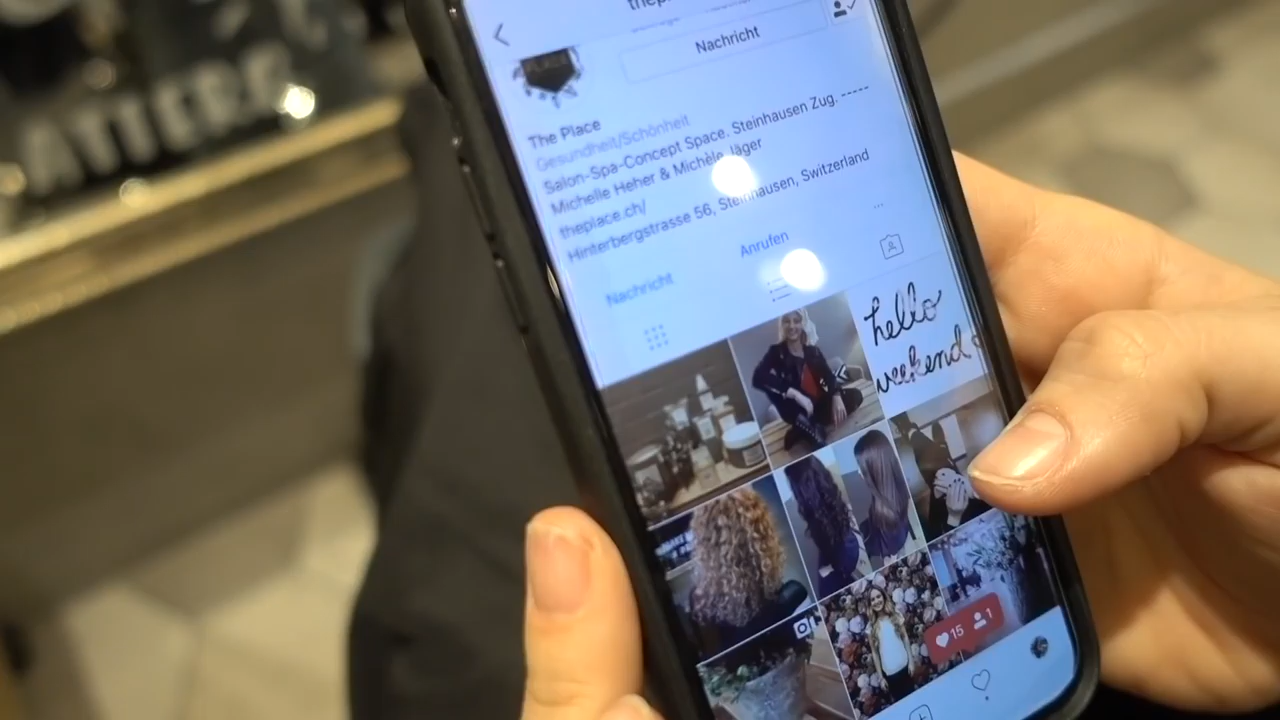 Nachricht
PLACE
The Place
Gesundheit/Schönheit
Salon-Spa-Concept Space. Steinhausen Zug. -----
Michelle Heher & Michèle Jäger
theplace.ch/
Hinterbergstrasse 56, Steinhausen, Switzerland
...
Nachricht
Anrufen
hello
weekend
15
1